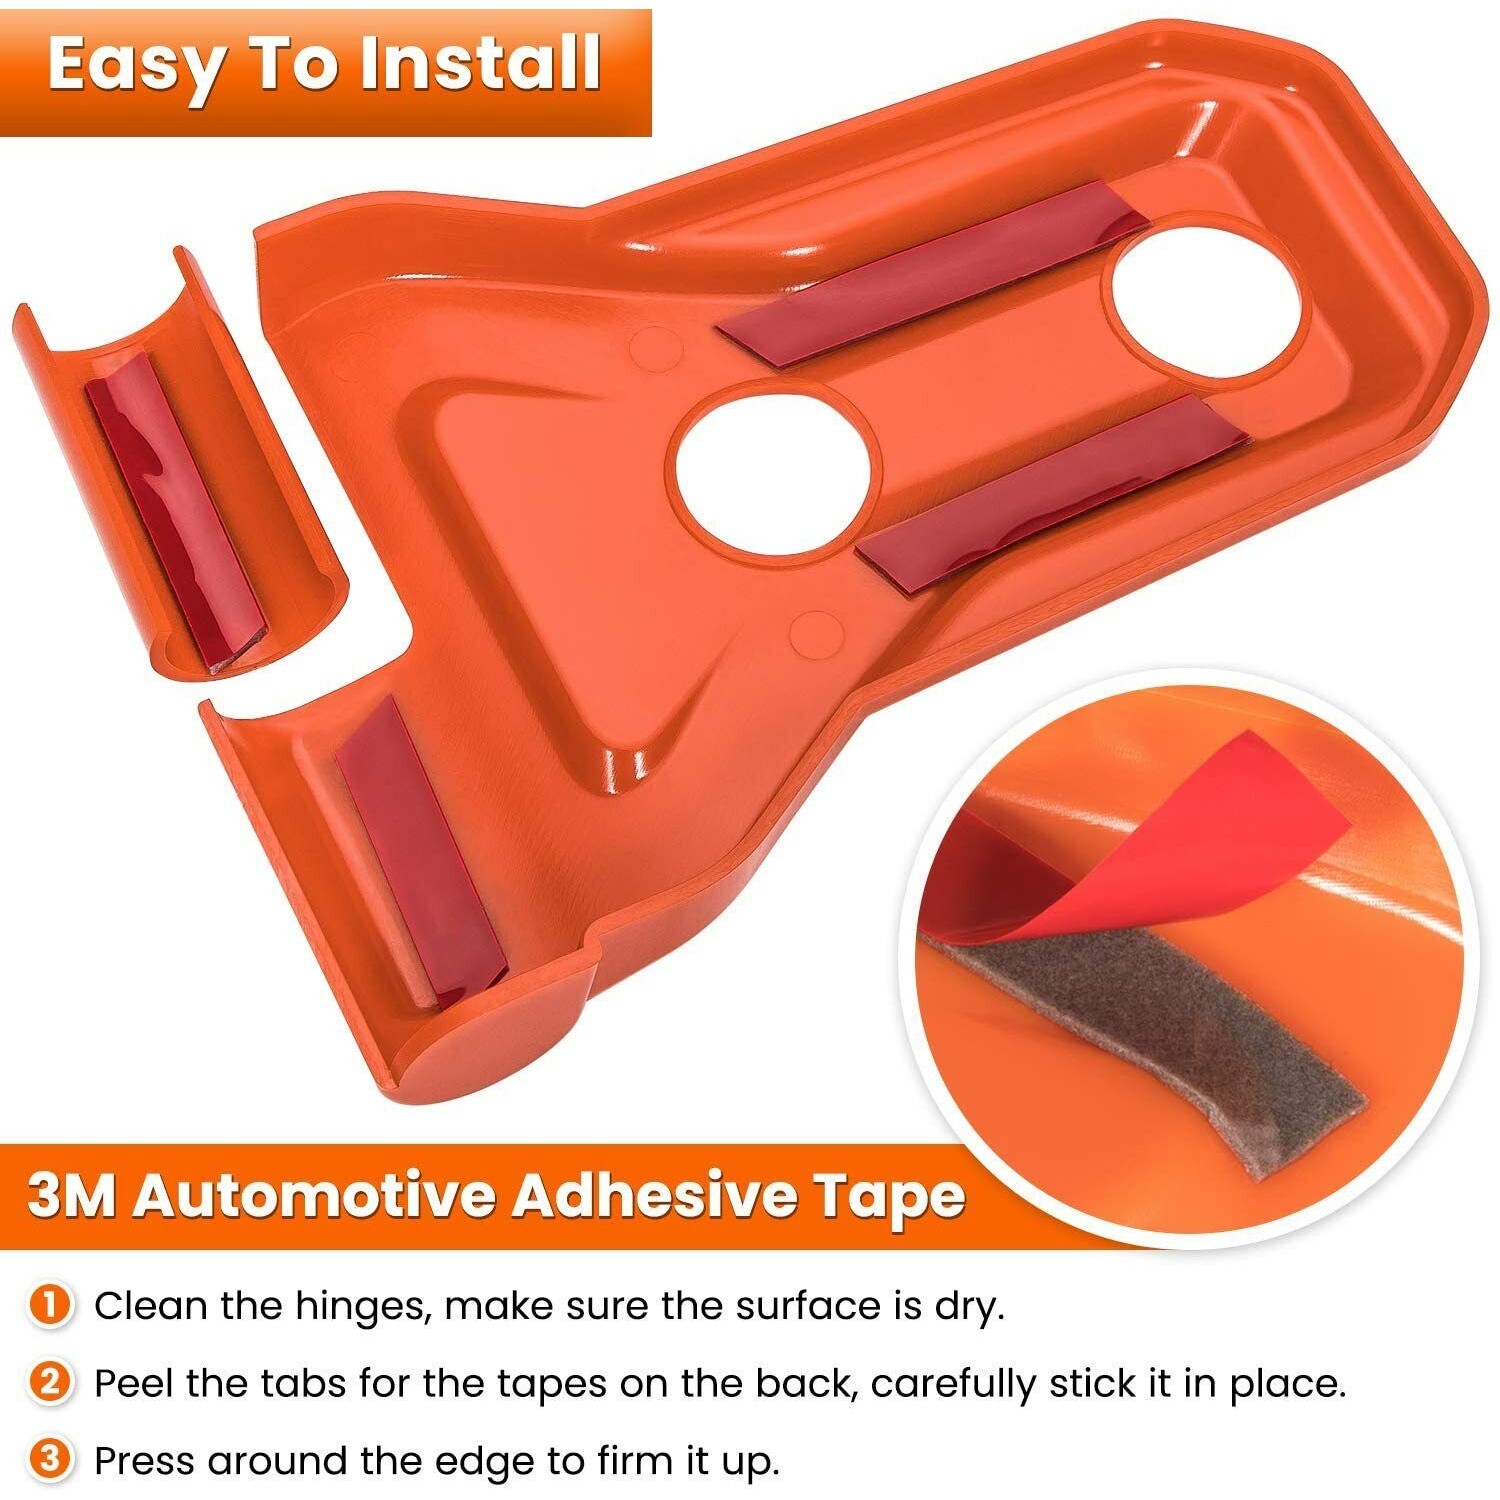 Easy To Install
3M Automotive Adhesive Tape
1 Clean the hinges, make sure the surface is dry.
2 Peel the tabs for the tapes on the back, carefully stick it in place.
3 Press around the edge to firm it up.